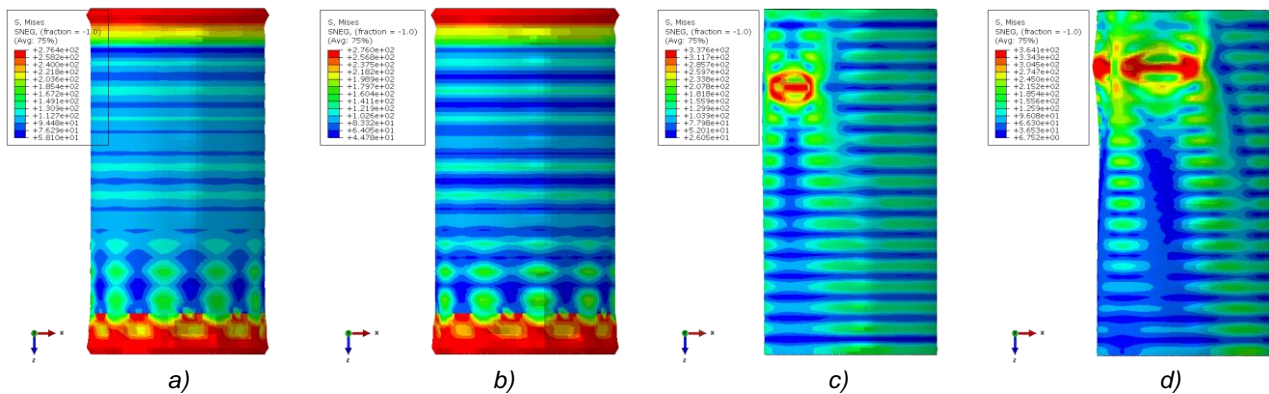 S, Mises
SNEG, (fraction = -1.0)
(Avg: 75%)
+2.764e+02
+2.582e+02
+2.400e+02
+2.218e+02
+2.036e+02
+1.854e+02
+1.672e+02
+1.491e+02
+1.309e+02
+1.127e+02
+9.448e+01
+7.629e+01
+5.810e+01
Y
X
Z
a)
S, Mises
SNEG, (fraction = -1.0)
(Avg: 75%)
+2.760e+02
+2.568e+02
+2.375e+02
+2.182e+02
+1.989e+02
+1.797e+02
+1.604e+02
+1.411e+02
+1.219e+02
+1.026e+02
+8.332e+01
+6.405e+01
+4.478e+01
Y
X
Z
b)
S, Mises
SNEG, (fraction = -1.0)
(Avg: 75%)
+3.376e+02
+3.117e+02
+2.857e+02
+2.597e+02
+2.338e+02
+2.078e+02
+1.818e+02
+1.559e+02
+1.299e+02
+1.039e+02
+7.798e+01
+5.201e+01
+2.605e+01
Y
X
Z
c)
S, Mises
SNEG, (fraction = -1.0)
(Avg: 75%)
+3.641e+02
+3.343e+02
+3.045e+02
+2.747e+02
+2.450e+02
+2.152e+02
+1.854e+02
+1.556e+02
+1.259e+02
+9.608e+01
+6.630e+01
+3.653e+01
+6.752e+00
Y
X
Z
d)